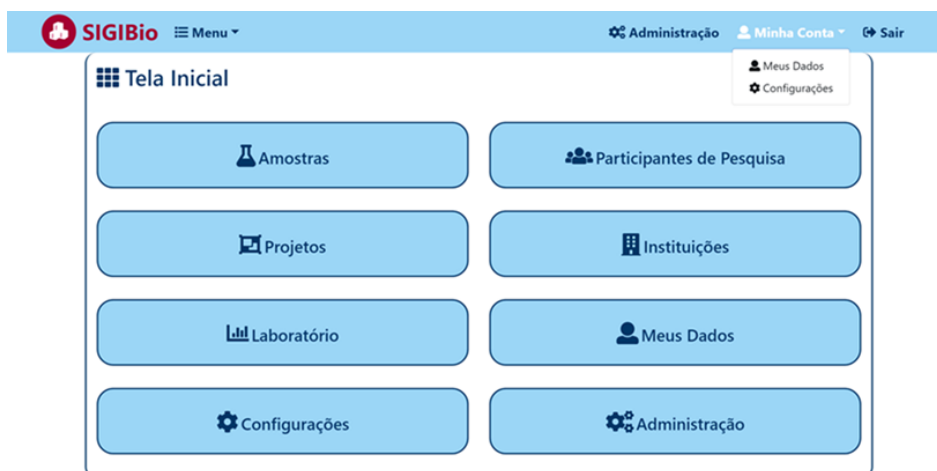 SIGIBio Menu Administração Minha Conta Sair
Meus Dados
Configurações
Tela Inicial
Amostras
Participantes de Pesquisa
Projetos
Instituições
Laboratório
Meus Dados
Configurações
Administração